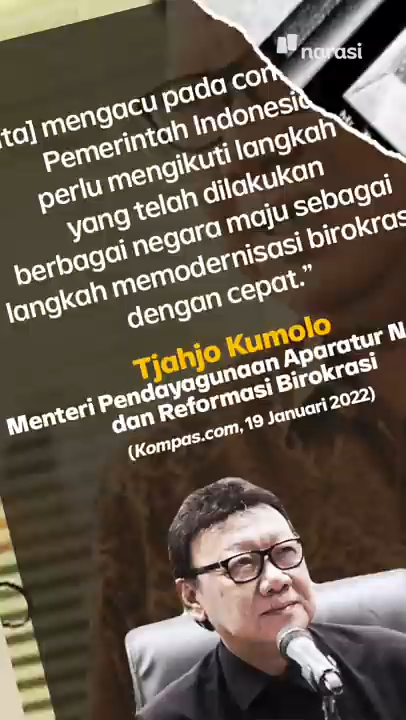 narasi
ita] mengacu pada con
Pemerintah Indonesia
perlu mengikuti langkah
yang telah dilakukan
berbagai negara maju sebagai
langkah memodernisasi birokras
dengan cepat.”
Tjahjo Kumolo
Menteri Pendayagunaan Aparatur N
dan Reformasi Birokrasi
(Kompas.com, 19 Januari 2022)